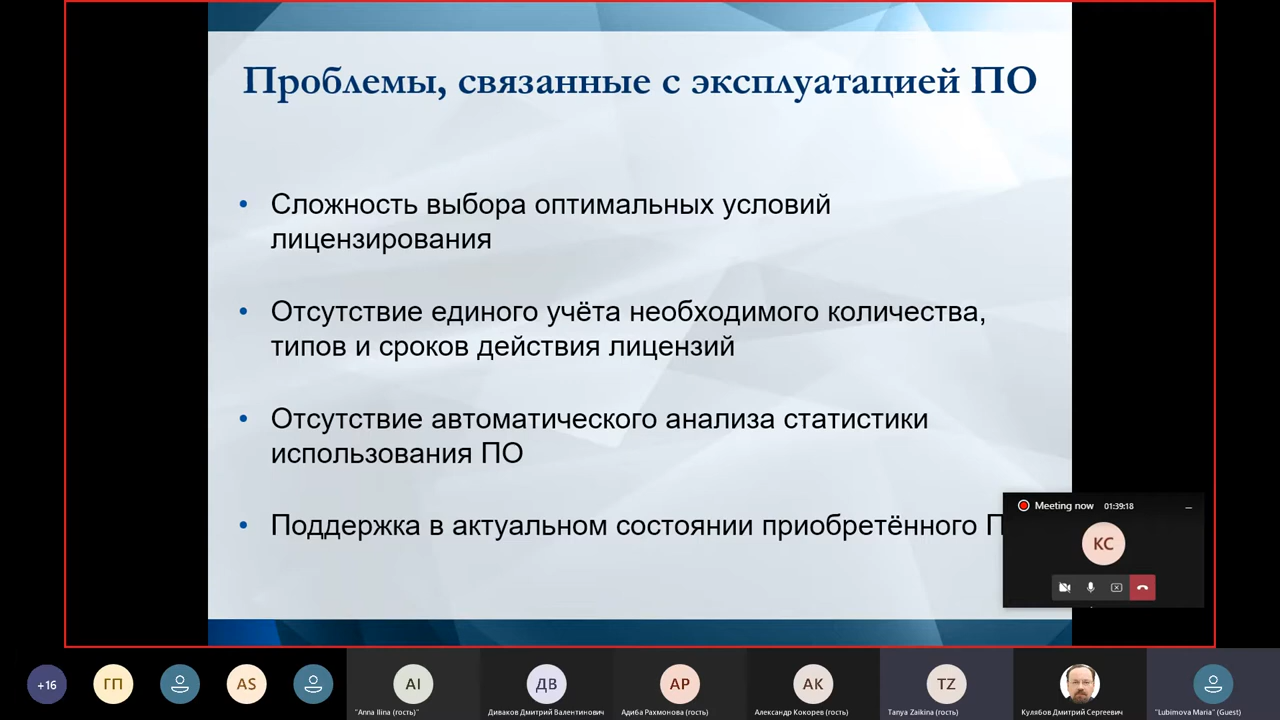 Проблемы, связанные с эксплуатацией ПО
• Сложность выбора оптимальных условий
лицензирования
• Отсутствие единого учёта необходимого количества,
типов и сроков действия лицензий
• Отсутствие автоматического анализа статистики
использования ПО
• Поддержка в актуальном состоянии приобретённого П
Meeting now 01:39:18
КС
+16
ГП
AS
AI
ДВ
АР
АК
TZ
"Anna Ilina (гость)"
Диваков Дмитрий Валентинович
Адиба Рахмонова (гость)
Александр Кокорев (гость)
Tanya Zaikina (гость)
Кулябов Дмитрий Сергеевич
"Lubimova Maria" (Guest)